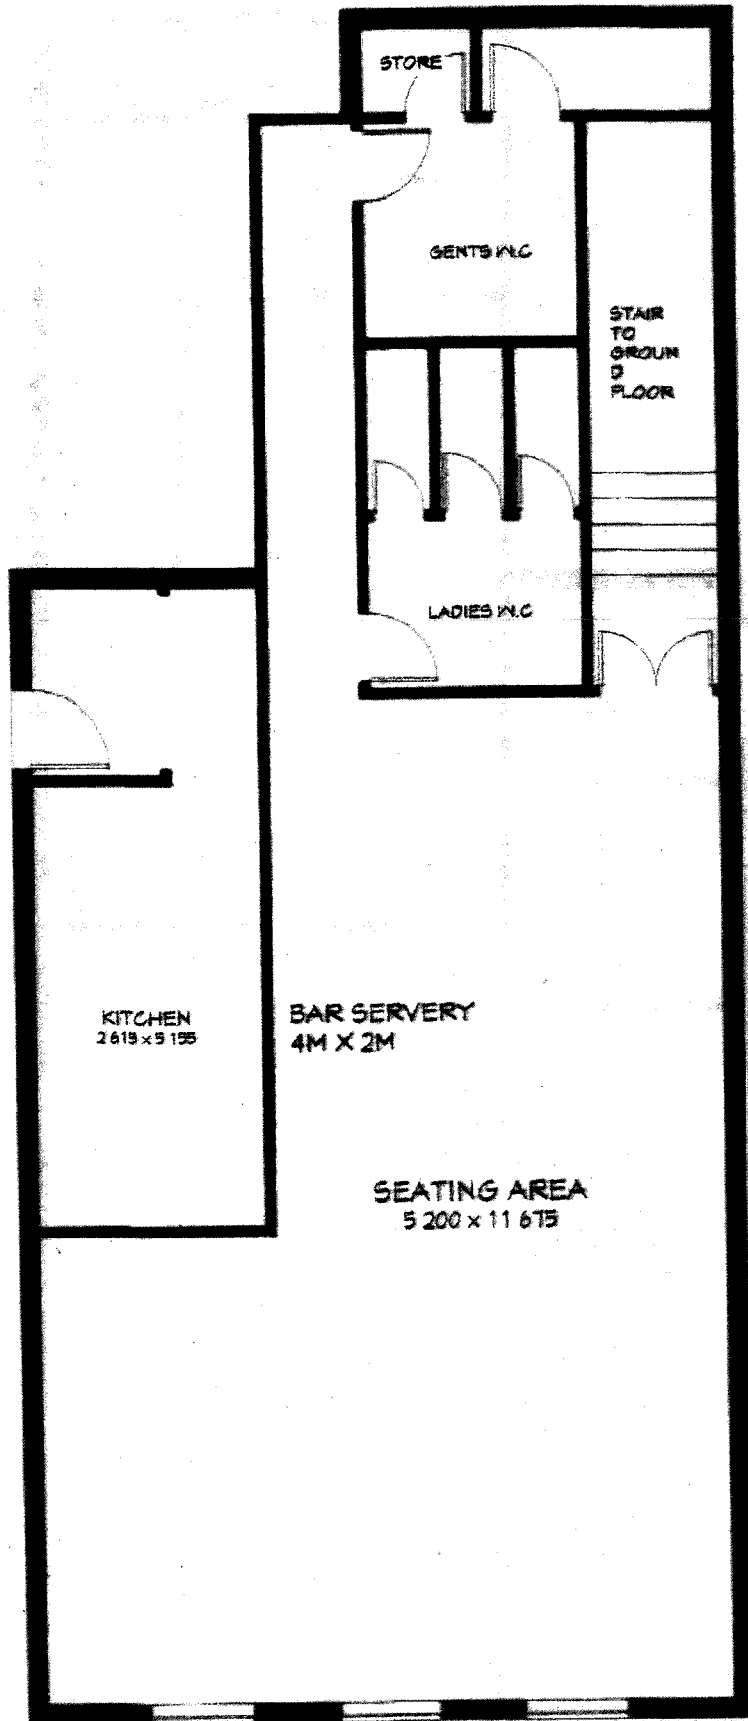 STORE
GENTS W.C
STAIR
TO
GROUN
D
FLOOR
LADIES W.C
KITCHEN
2 615 x 5 155
BAR SERVERY
4M X 2M
SEATING AREA
5 200 x 11 675